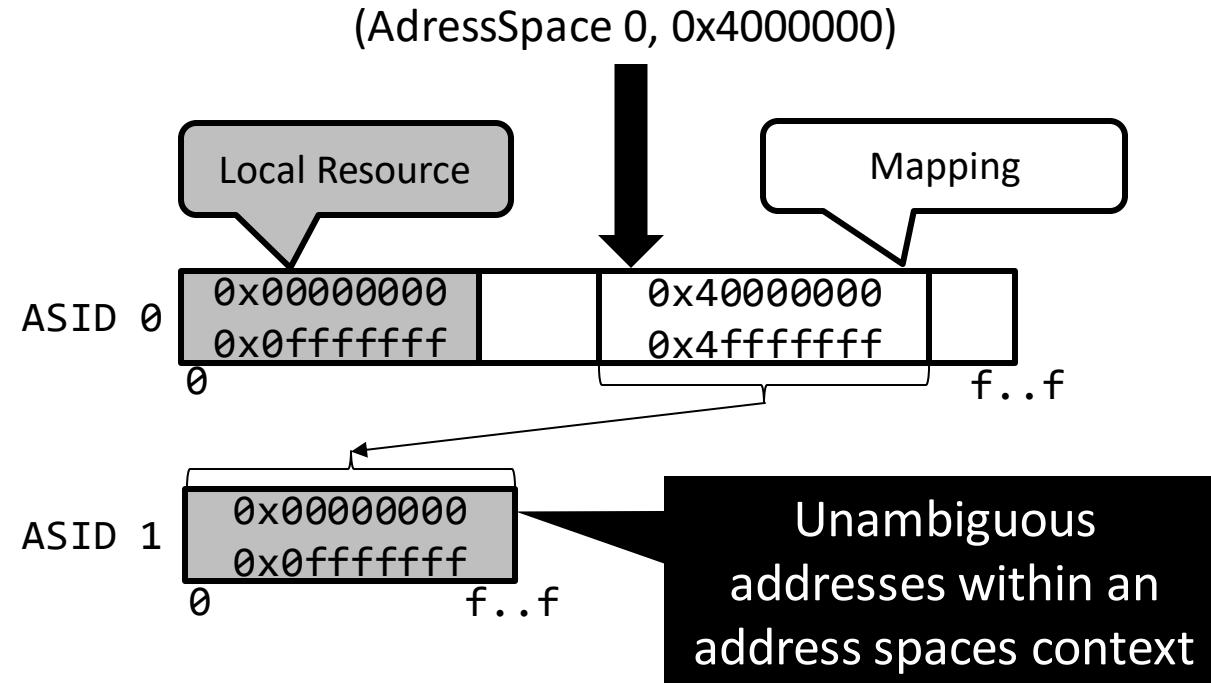 (AdressSpace 0, 0x4000000)
Local Resource
Mapping
ASID 0
0x00000000
0x0fffffff
0x40000000
0x4fffffff
0
f..f
ASID 1
0x00000000
0x0fffffff
0
f..f
Unambiguous
addresses within an
address spaces context